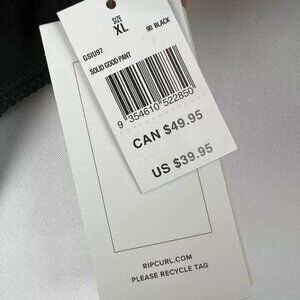 SIZE
XL
90 BLACK
GSIU97
SOLID GOOD PANT
9 354610 522850
CAN $49.95
US $39.95
RIPCURL.COM
PLEASE RECYCLE TAG